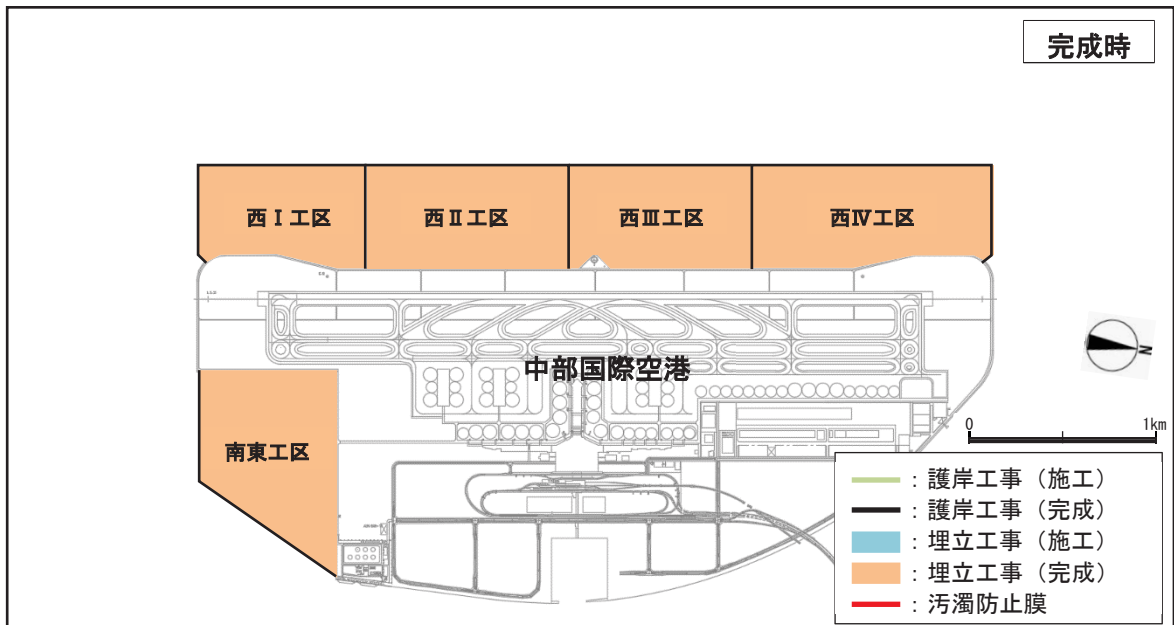 完成時
西Ⅰ工区
西Ⅱ工区
西Ⅲ工区
西Ⅳ工区
中部国際空港
南東工区
N
0 1km
：護岸工事（施工）
：護岸工事（完成）
：埋立工事（施工）
：埋立工事（完成）
：汚濁防止膜